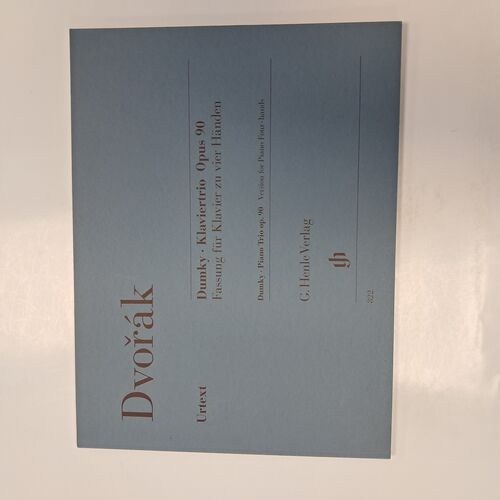 Dvořák
Urtext
Dumky · Klaviertrio Opus 90
Fassung für Klavier zu vier Händen
Dumky · Piano Trio op. 90 Version for Piano Four-hands
G. Henle Verlag
822